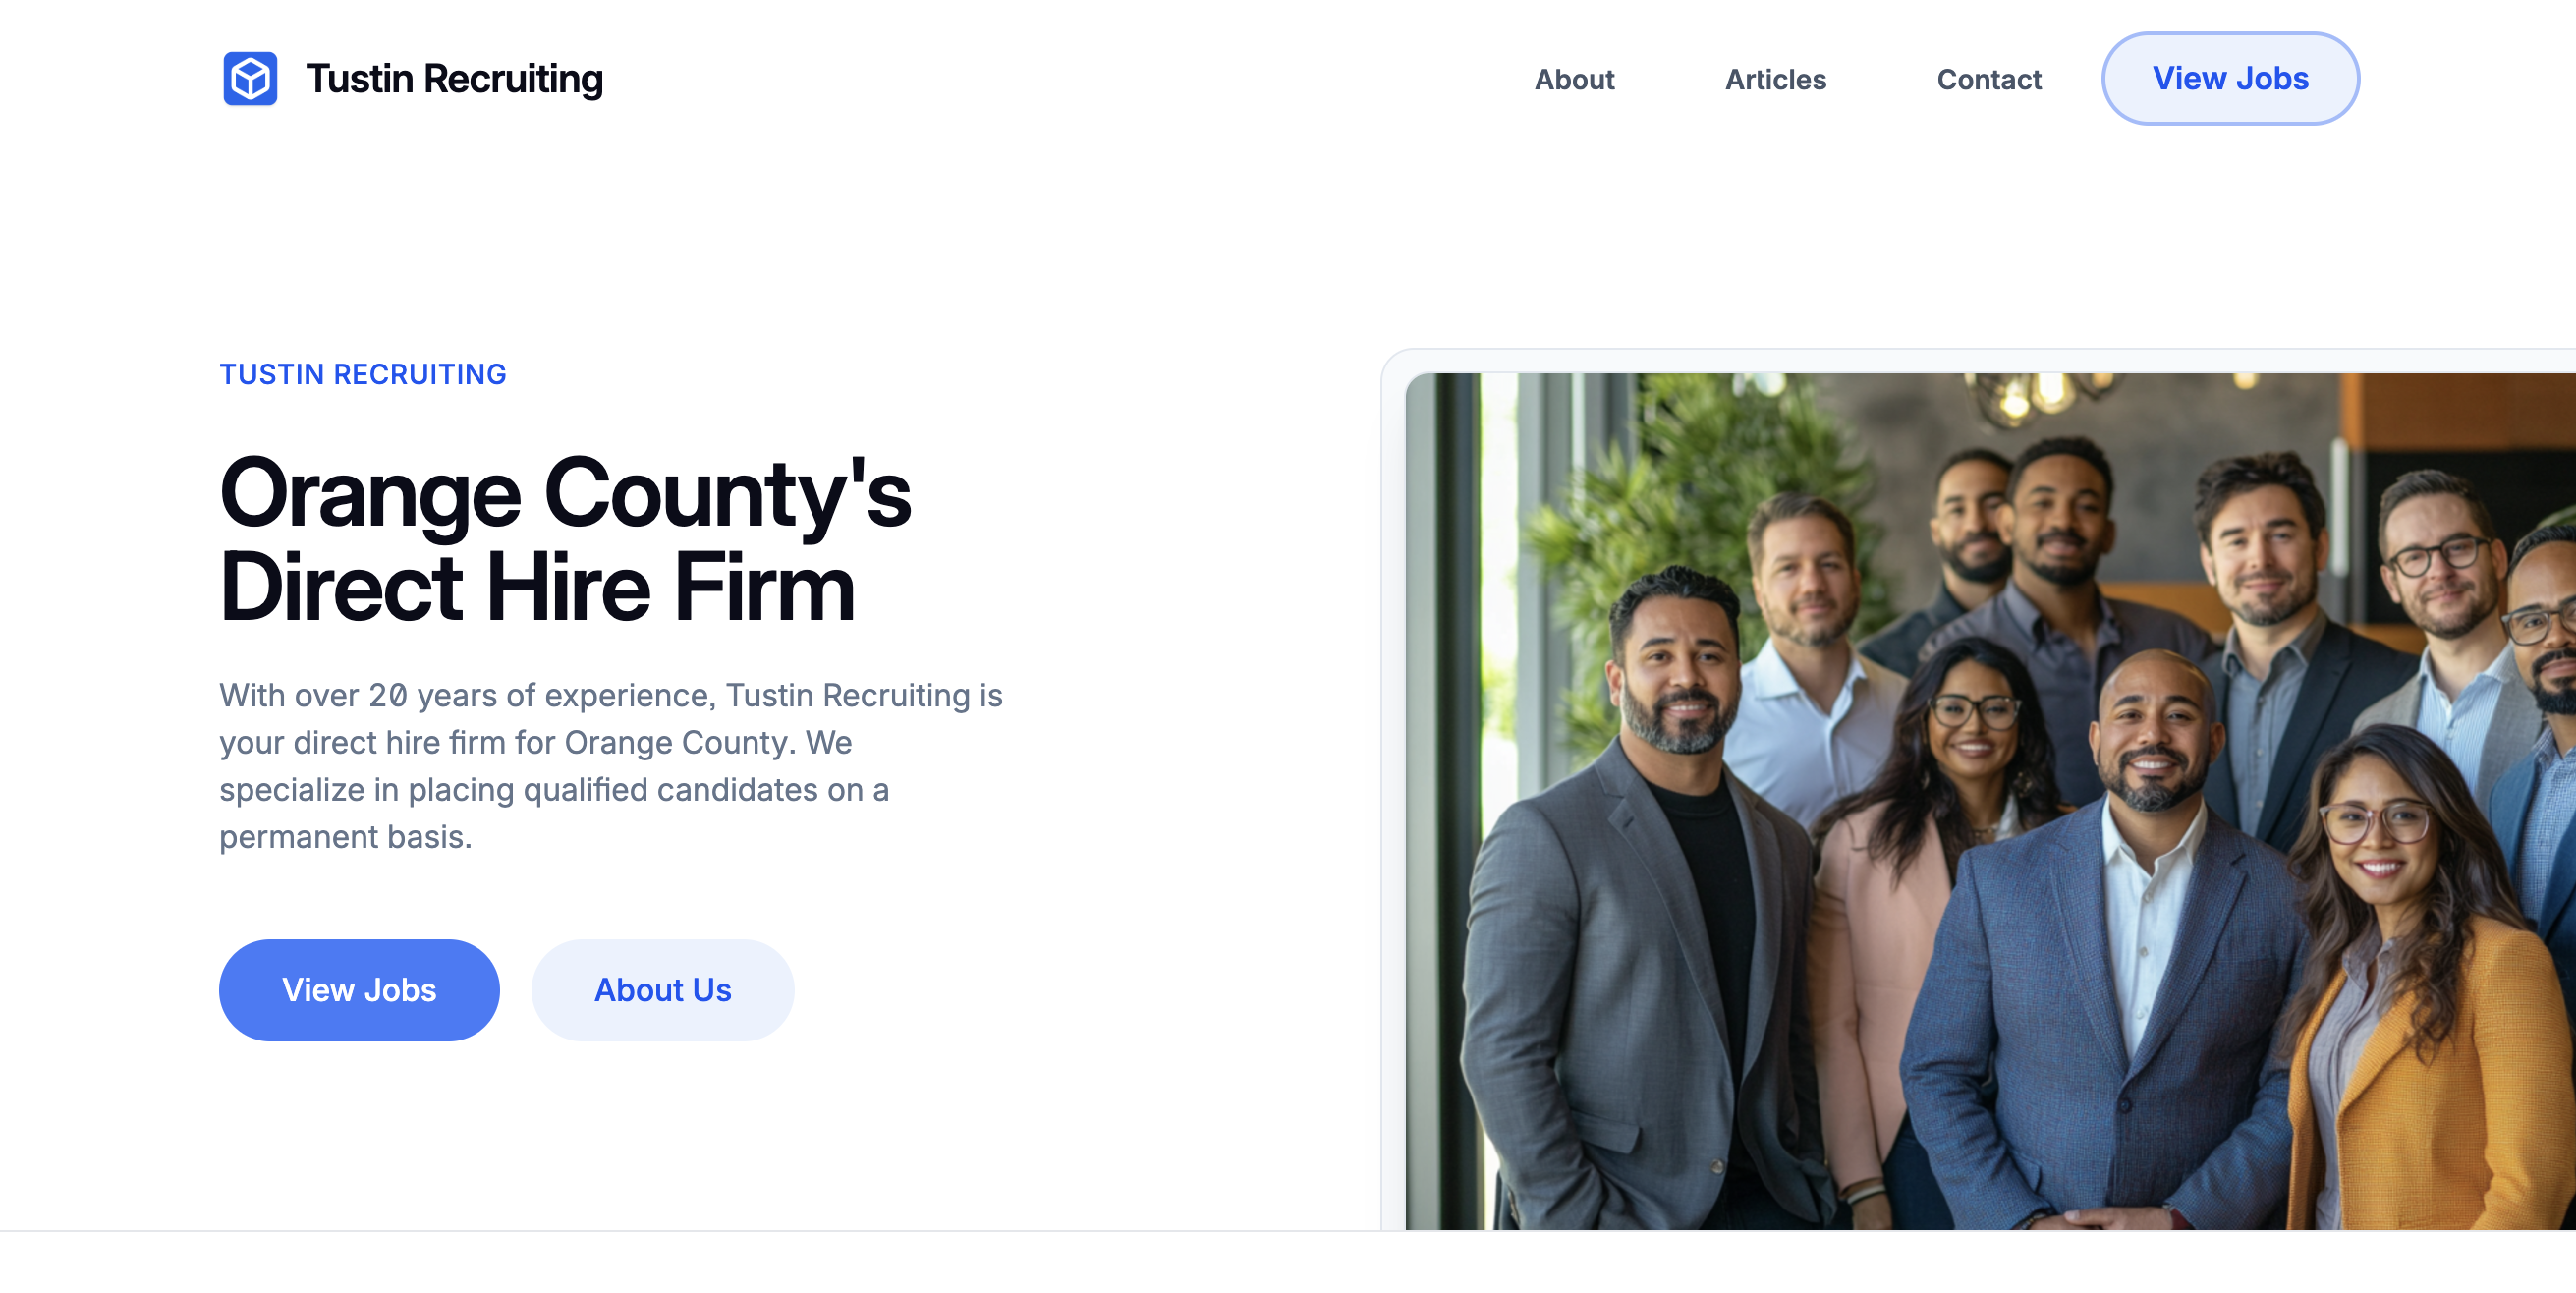 Tustin Recruiting
About
Articles
Contact
View Jobs
TUSTIN RECRUITING
Orange County's
Direct Hire Firm
With over 20 years of experience, Tustin Recruiting is
your direct hire firm for Orange County. We
specialize in placing qualified candidates on a
permanent basis.
View Jobs
About Us